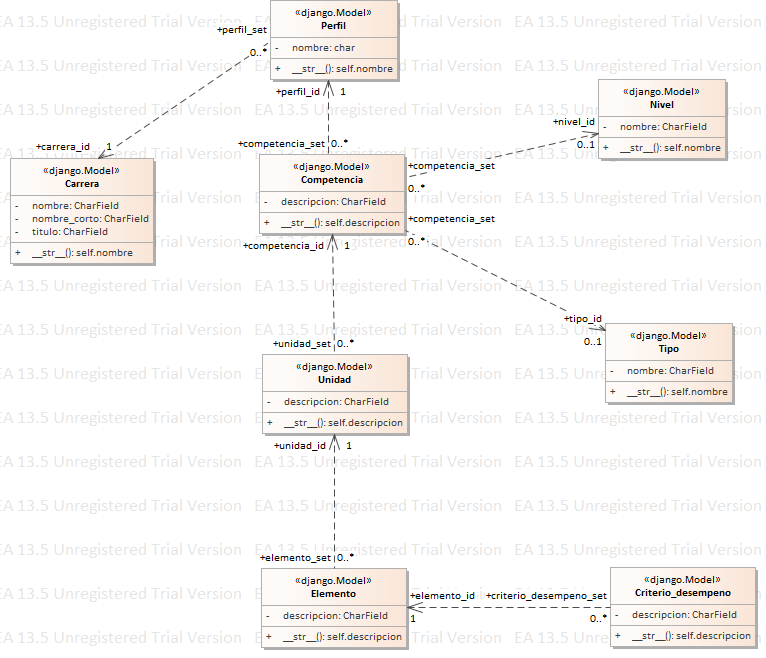 «django.Model»
Perfil
- nombre: char
+ __str__(): self.nombre
+perfil_set
0..*
+perfil_id 1
+carrera_id 1
«django.Model»
Carrera
- nombre: CharField
- nombre_corto: CharField
- titulo: CharField
+ __str__(): self.nombre
«django.Model»
Nivel
- nombre: CharField
+ __str__(): self.nombre
+nivel_id
0..1
+competencia_set 0..*
«django.Model»
Competencia
- descripcion: CharField
+ __str__(): self.descripcion
+competencia_set
0..*
+competencia_set
0..*
+competencia_id 1
+tipo_id
0..1
«django.Model»
Tipo
- nombre: CharField
+ __str__(): self.nombre
+unidad_set 0..*
«django.Model»
Unidad
- descripcion: CharField
+ __str__(): self.descripcion
+unidad_id 1
+elemento_set 0..*
«django.Model»
Elemento
- descripcion: CharField
+ __str__(): self.descripcion
+elemento_id +criterio_desempeno_set
1 0..*
«django.Model»
Criterio_desempeno
- descripcion: CharField
+ __str__(): self.descripcion
EA 13.5 Unregistered Trial Version